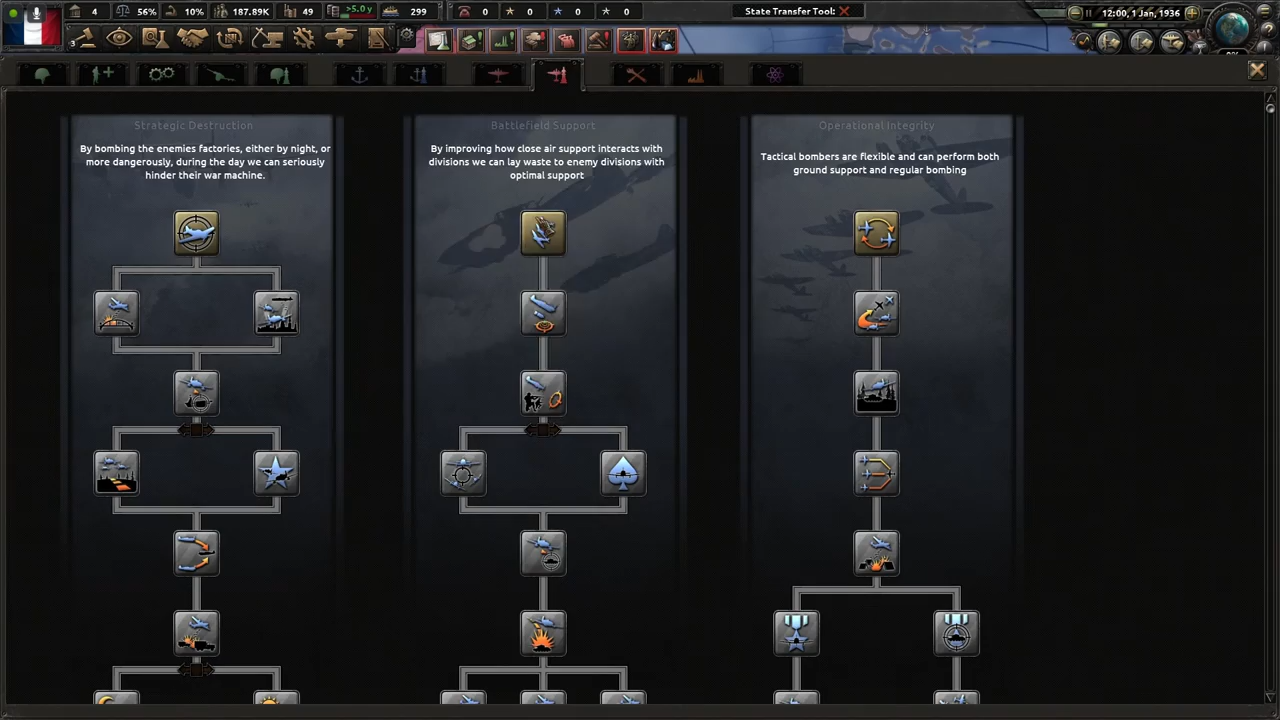 4 56% 10% 187.89K 49 >5.0 y 299 0 0 0 0 State Transfer Tool: 12:00, 1 Jan, 1936
3
Strategic Destruction
By bombing the enemies factories, either by night, or
more dangerously, during the day we can seriously
hinder their war machine.
Battlefield Support
By improving how close air support interacts with
divisions we can lay waste to enemy divisions with
optimal support
Operational Integrity
Tactical bombers are flexible and can perform both
ground support and regular bombing